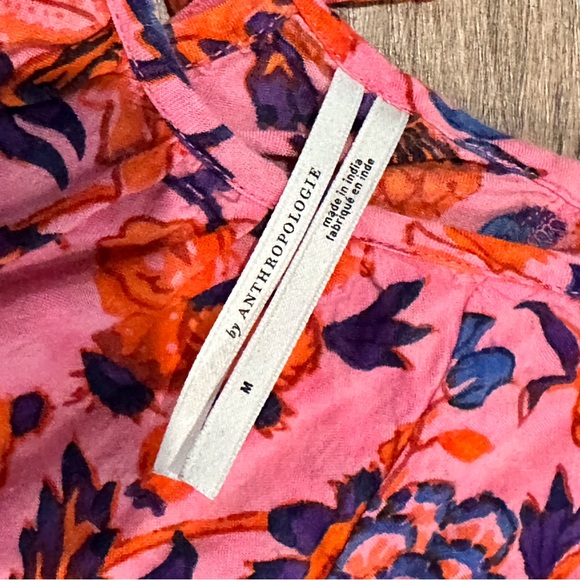 by ANTHROPOLOGIE
M
made in india
fabriqué en inde